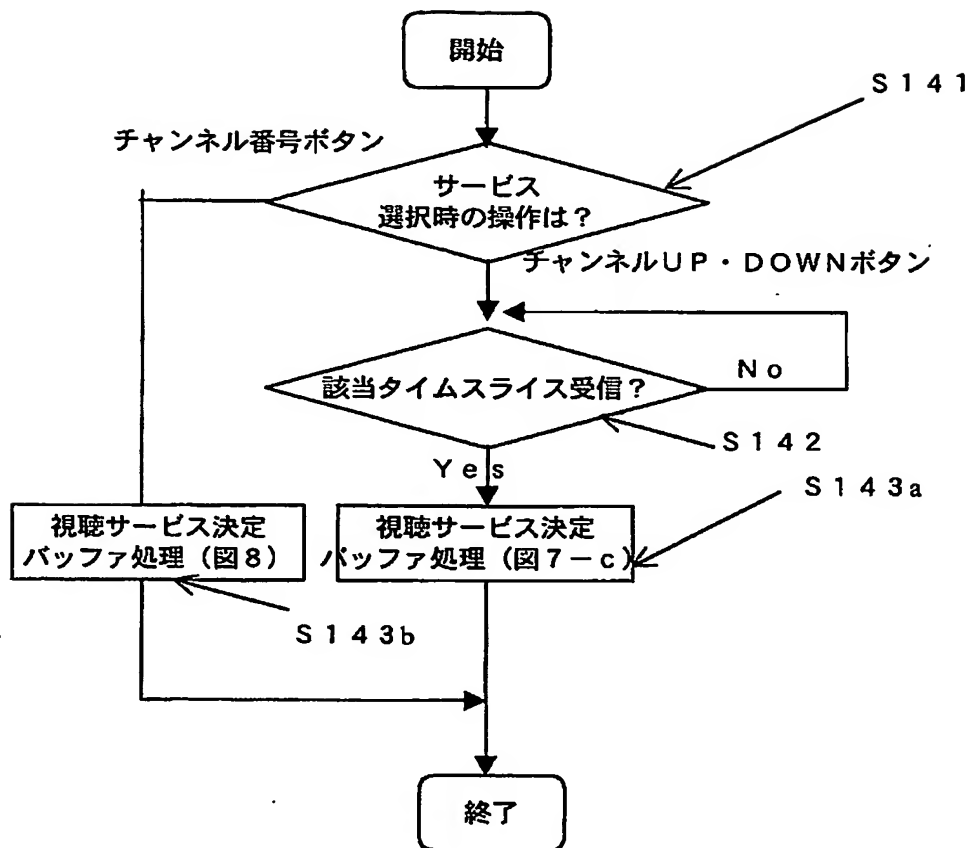 開始
S141
チャンネル番号ボタン
サービス
選択時の操作は？
チャンネルUP・DOWNボタン
該当タイムスライス受信？
No
S142
Yes
S143a
視聴サービス決定
バッファ処理（図8）
視聴サービス決定
バッファ処理（図7－c）
S143b
終了